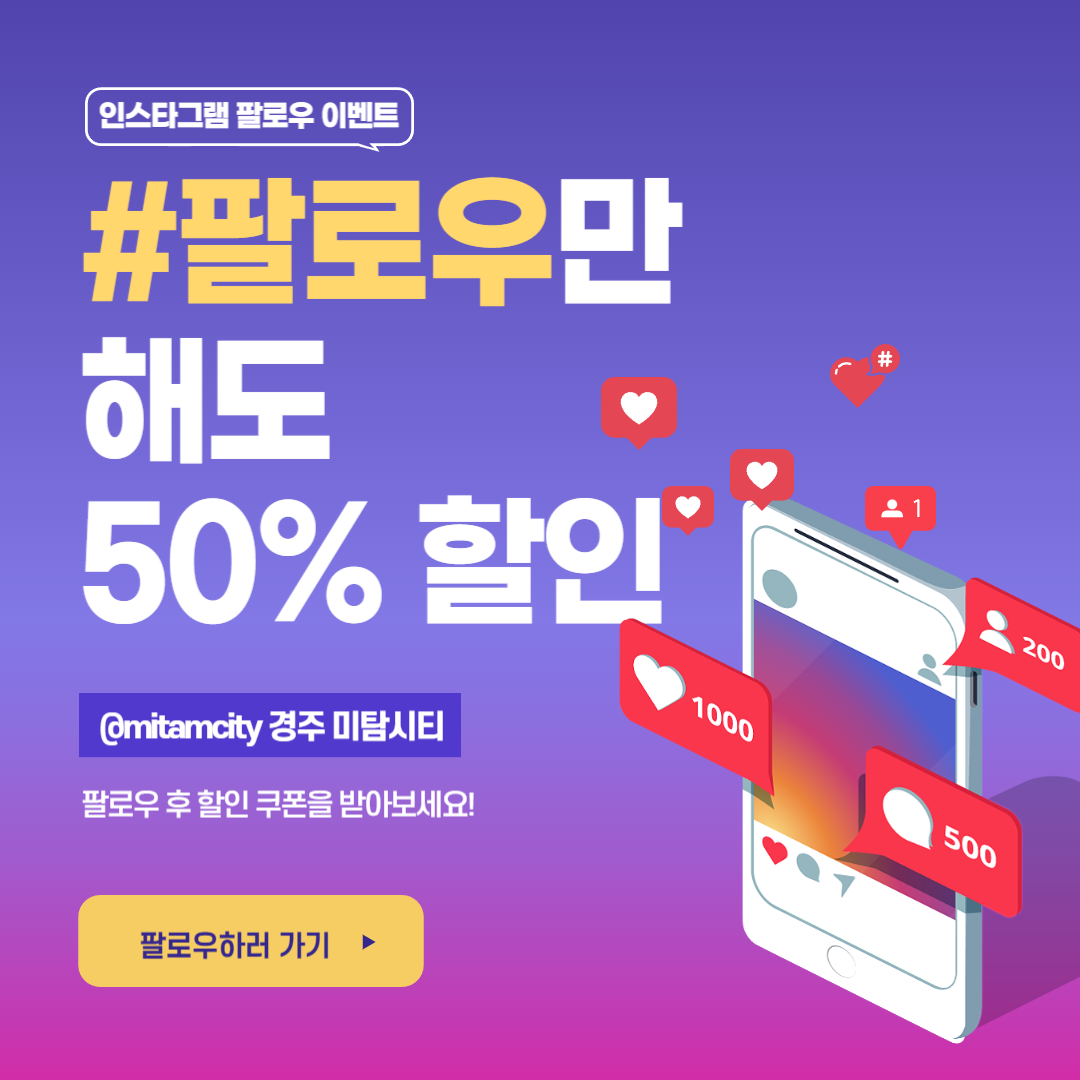 인스타그램 팔로우 이벤트
#팔로우만
해도
50% 할인
#
1
200
1000
500
@mitamcity 경주 미탐시티
팔로우 후 할인 쿠폰을 받아보세요!
팔로우하러 가기